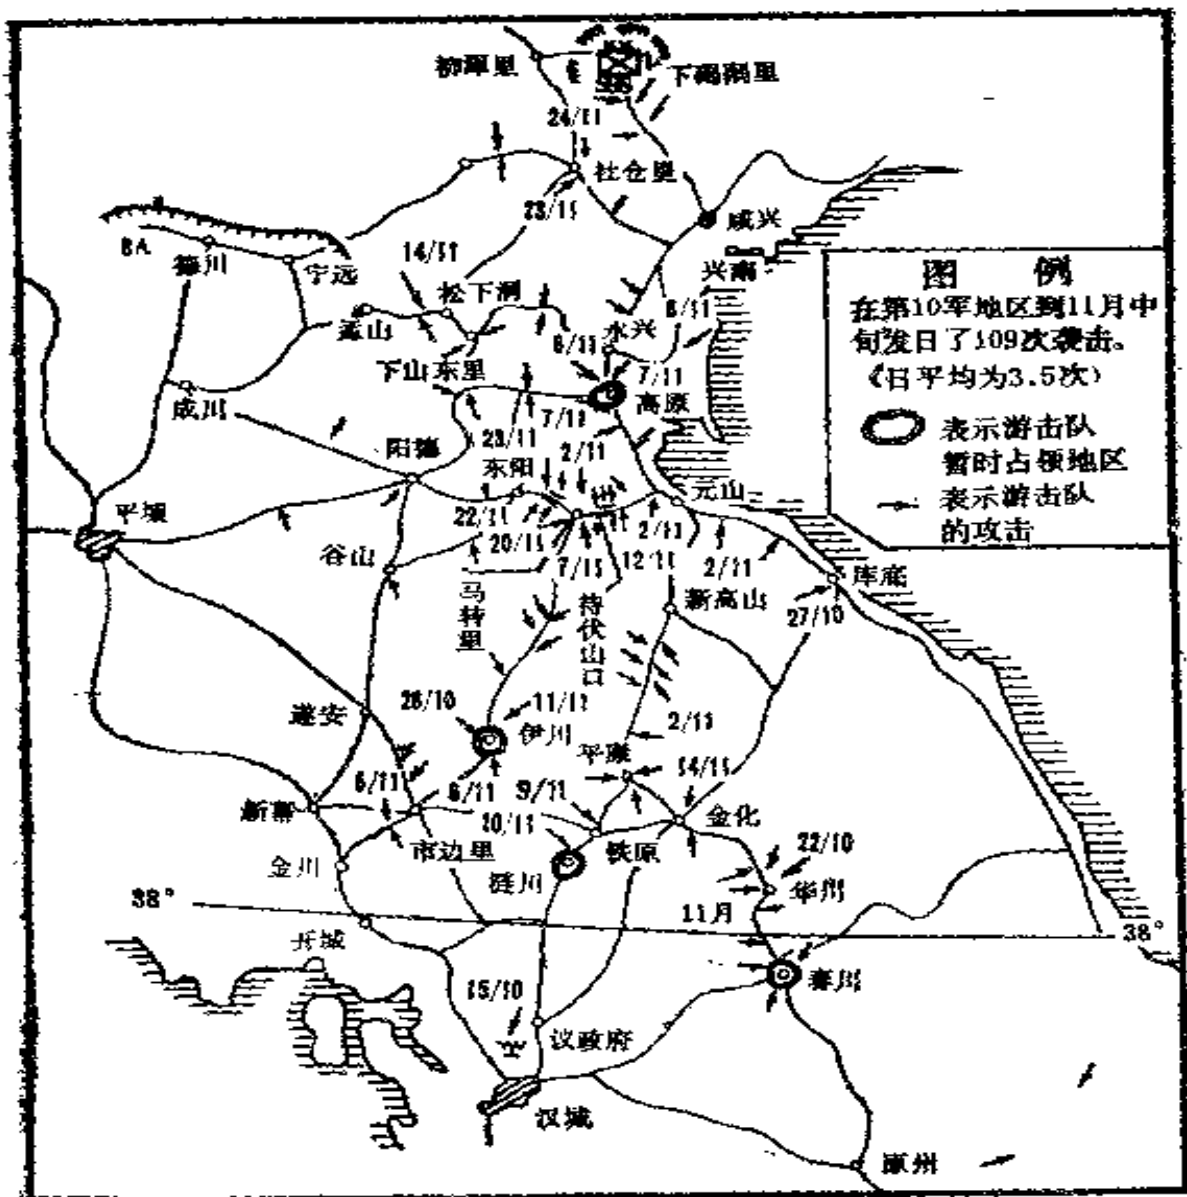 柳潭里
下碣隅里
24/11
社仓里
23/11
咸兴
8A
德川
宁远
14/11
兴南
松下洞
孟山
6/11
永兴
图 例
在第10军地区到11月中
旬发日了109次袭击。
(日平均为3.5次)
表示游击队
暂时占领地区
表示游击队
的攻击
下山东里
7/11
高原
成川
7/11
阳德
23/11
2/11
东阳
元山
平壤
22/11
20/11
2/11
谷山
7/11
12/11
2/11
库底
马转里
待伏山口
新高山
27/10
遂安
28/10
11/11
伊川
2/11
平康
14/11
新幕
9/11
金化
10/11
市边里
铁原
金川
涟川
22/10
华州
38°
11月
38°
开城
春川
15/10
议政府
汉城
原州